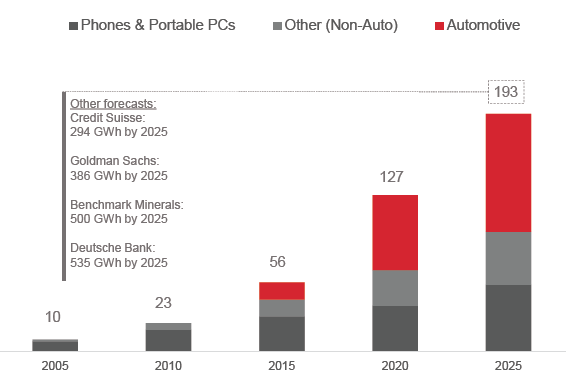 Phones & Portable PCs Other (Non-Auto) Automotive
193
Other forecasts:
Credit Suisse:
294 GWh by 2025
Goldman Sachs:
386 GWh by 2025
Benchmark Minerals:
500 GWh by 2025
Deutsche Bank:
535 GWh by 2025
127
56
23
10
2005 2010 2015 2020 2025